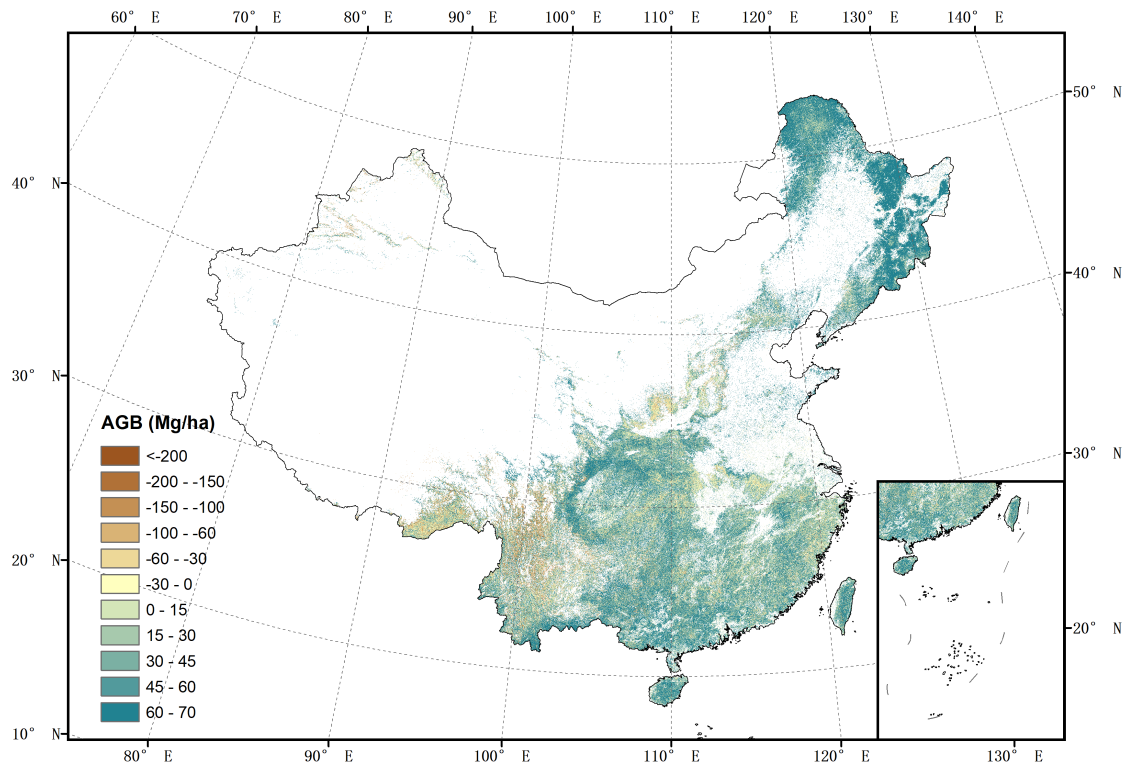 60° E 70° E 80° E 90° E 100° E 110° E 120° E 130° E 140° E
50° N
40° N
40° N
30° N
30° N
20° N
20° N
10° N
AGB (Mg/ha)
<-200
-200 - -150
-150 - -100
-100 - -60
-60 - -30
-30 - 0
0 - 15
15 - 30
30 - 45
45 - 60
60 - 70
80° E 90° E 100° E 110° E 120° E 130° E